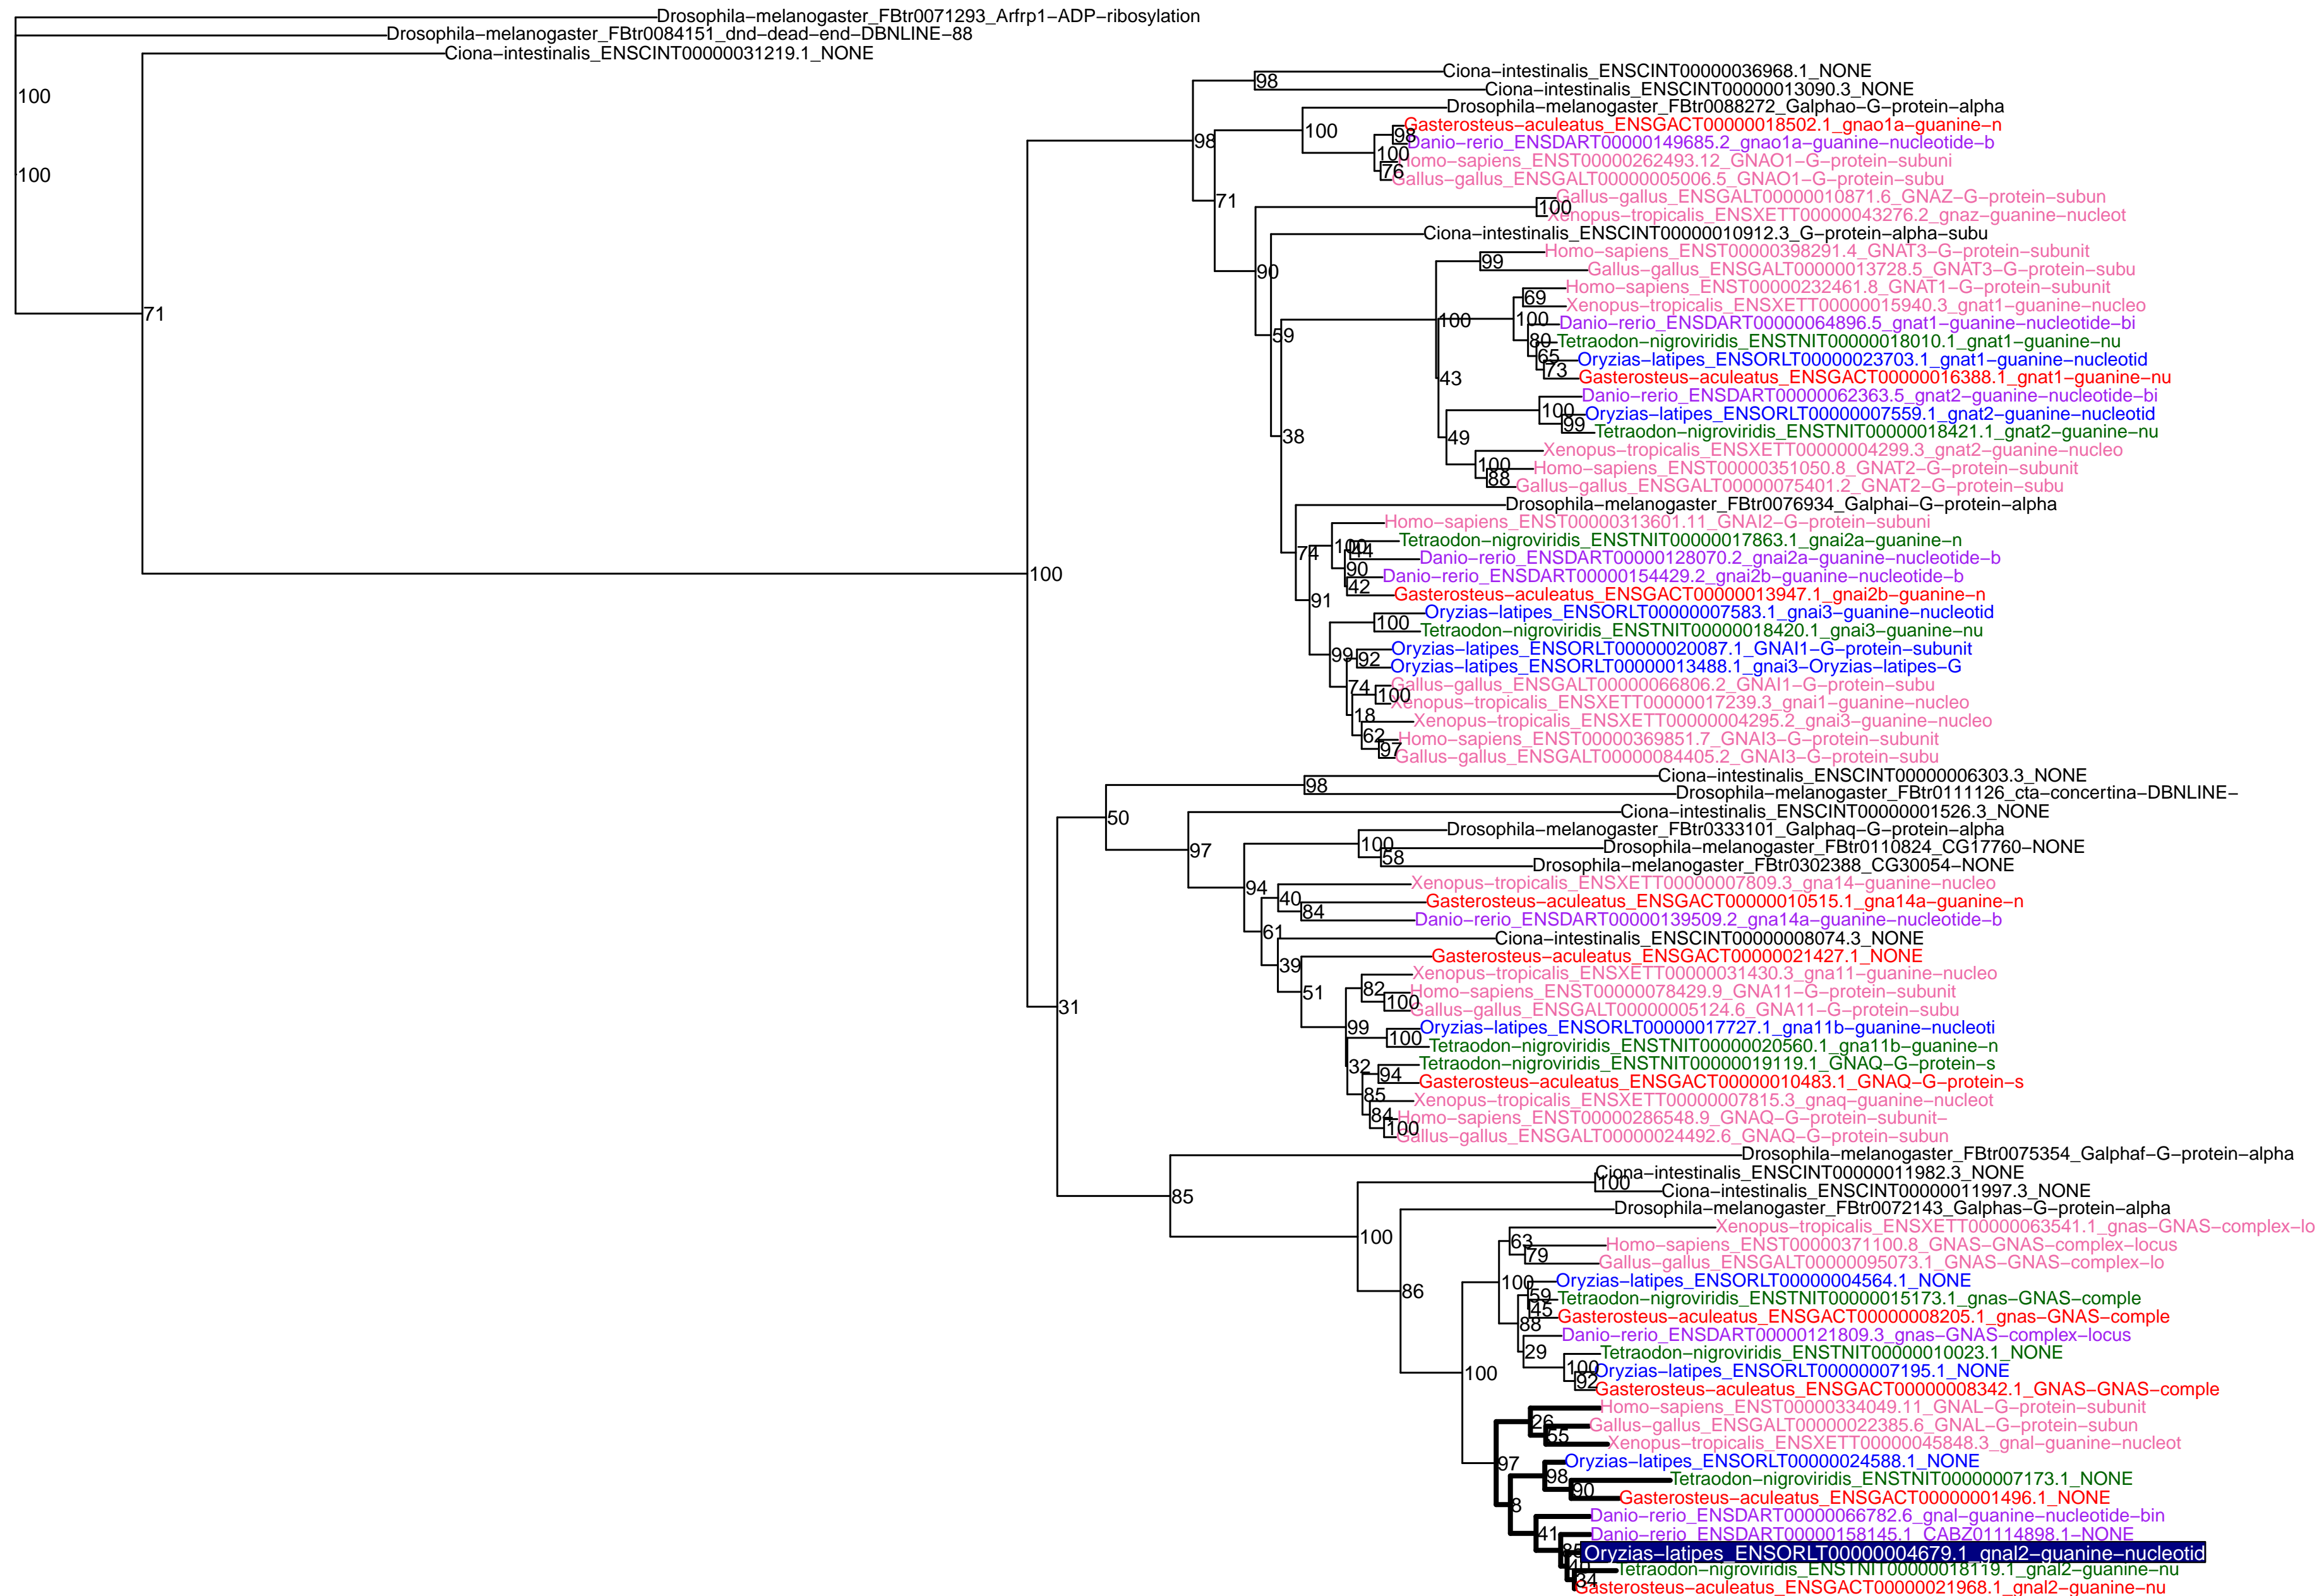 Drosophila-melanogaster_FBtr0071293_Arfrp1-ADP-ribosylation
Drosophila-melanogaster_FBtr0084151_dnd-dead-end-DBNLINE-88
Ciona-intestinalis_ENSCINT00000031219.1_NONE
Ciona-intestinalis_ENSCINT00000036968.1_NONE
98
Ciona-intestinalis_ENSCINT00000013090.3_NONE
100
Drosophila-melanogaster_FBtr0088272_Galphao-G-protein-alpha
Gasterosteus-aculeatus_ENSGACT00000018502.1_gnao1a-guanine-n
100
98
98
Danio-rerio_ENSDART00000149685.2_gnao1a-guanine-nucleotide-b
100
Homo-sapiens_ENST00000262493.12_GNAO1-G-protein-subuni
76
100
Gallus-gallus_ENSGALT00000005006.5_GNAO1-G-protein-subu
Gallus-gallus_ENSGALT00000010871.6_GNAZ-G-protein-subun
71
100
Xenopus-tropicalis_ENSXETT00000043276.2_gnaz-guanine-nucleot
Ciona-intestinalis_ENSCINT00000010912.3_G-protein-alpha-subu
Homo-sapiens_ENST00000398291.4_GNAT3-G-protein-subunit
99
90
Gallus-gallus_ENSGALT00000013728.5_GNAT3-G-protein-subu
Homo-sapiens_ENST00000232461.8_GNAT1-G-protein-subunit
69
Xenopus-tropicalis_ENSXETT00000015940.3_gnat1-guanine-nucleo
71
100
100
Danio-rerio_ENSDART00000064896.5_gnat1-guanine-nucleotide-bi
59
80
Tetraodon-nigroviridis_ENSTNIT00000018010.1_gnat1-guanine-nu
65
Oryzias-latipes_ENSORLT00000023703.1_gnat1-guanine-nucleotid
73
43
Gasterosteus-aculeatus_ENSGACT00000016388.1_gnat1-guanine-nu
Danio-rerio_ENSDART00000062363.5_gnat2-guanine-nucleotide-bi
100
Oryzias-latipes_ENSORLT00000007559.1_gnat2-guanine-nucleotid
99
Tetraodon-nigroviridis_ENSTNIT00000018421.1_gnat2-guanine-nu
38
49
Xenopus-tropicalis_ENSXETT00000004299.3_gnat2-guanine-nucleo
100
Homo-sapiens_ENST00000351050.8_GNAT2-G-protein-subunit
88
Gallus-gallus_ENSGALT00000075401.2_GNAT2-G-protein-subu
Drosophila-melanogaster_FBtr0076934_Galphai-G-protein-alpha
Homo-sapiens_ENST00000313601.11_GNAI2-G-protein-subuni
Tetraodon-nigroviridis_ENSTNIT00000017863.1_gnai2a-guanine-n
74
100
44
Danio-rerio_ENSDART00000128070.2_gnai2a-guanine-nucleotide-b
90
100
Danio-rerio_ENSDART00000154429.2_gnai2b-guanine-nucleotide-b
42
Gasterosteus-aculeatus_ENSGACT00000013947.1_gnai2b-guanine-n
91
Oryzias-latipes_ENSORLT00000007583.1_gnai3-guanine-nucleotid
100
Tetraodon-nigroviridis_ENSTNIT00000018420.1_gnai3-guanine-nu
Oryzias-latipes_ENSORLT00000020087.1_GNAI1-G-protein-subunit
99
92
Oryzias-latipes_ENSORLT00000013488.1_gnai3-Oryzias-latipes-G
Gallus-gallus_ENSGALT00000066806.2_GNAI1-G-protein-subu
74
100
Xenopus-tropicalis_ENSXETT00000017239.3_gnai1-guanine-nucleo
18
Xenopus-tropicalis_ENSXETT00000004295.2_gnai3-guanine-nucleo
62
Homo-sapiens_ENST00000369851.7_GNAI3-G-protein-subunit
97
Gallus-gallus_ENSGALT00000084405.2_GNAI3-G-protein-subu
Ciona-intestinalis_ENSCINT00000006303.3_NONE
98
Drosophila-melanogaster_FBtr0111126_cta-concertina-DBNLINE-
50
Ciona-intestinalis_ENSCINT00000001526.3_NONE
Drosophila-melanogaster_FBtr0333101_Galphaq-G-protein-alpha
100
97
Drosophila-melanogaster_FBtr0110824_CG17760-NONE
58
Drosophila-melanogaster_FBtr0302388_CG30054-NONE
94
Xenopus-tropicalis_ENSXETT00000007809.3_gna14-guanine-nucleo
40
Gasterosteus-aculeatus_ENSGACT00000010515.1_gna14a-guanine-n
84
Danio-rerio_ENSDART00000139509.2_gna14a-guanine-nucleotide-b
61
Ciona-intestinalis_ENSCINT00000008074.3_NONE
39
Gasterosteus-aculeatus_ENSGACT00000021427.1_NONE
Xenopus-tropicalis_ENSXETT00000031430.3_gna11-guanine-nucleo
51
82
Homo-sapiens_ENST00000078429.9_GNA11-G-protein-subunit
100
31
Gallus-gallus_ENSGALT00000005124.6_GNA11-G-protein-subu
99
Oryzias-latipes_ENSORLT00000017727.1_gna11b-guanine-nucleoti
100
Tetraodon-nigroviridis_ENSTNIT00000020560.1_gna11b-guanine-n
32
Tetraodon-nigroviridis_ENSTNIT00000019119.1_GNAQ-G-protein-s
94
Gasterosteus-aculeatus_ENSGACT00000010483.1_GNAQ-G-protein-s
85
Xenopus-tropicalis_ENSXETT00000007815.3_gnaq-guanine-nucleot
84
Homo-sapiens_ENST00000286548.9_GNAQ-G-protein-subunit-
100
Gallus-gallus_ENSGALT00000024492.6_GNAQ-G-protein-subun
Drosophila-melanogaster_FBtr0075354_Galphaf-G-protein-alpha
Ciona-intestinalis_ENSCINT00000011982.3_NONE
85
100
Ciona-intestinalis_ENSCINT00000011997.3_NONE
Drosophila-melanogaster_FBtr0072143_Galphas-G-protein-alpha
100
Xenopus-tropicalis_ENSXETT00000063541.1_gnas-GNAS-complex-lo
63
Homo-sapiens_ENST00000371100.8_GNAS-GNAS-complex-locus
79
Gallus-gallus_ENSGALT00000095073.1_GNAS-GNAS-complex-lo
86
100
Oryzias-latipes_ENSORLT00000004564.1_NONE
59
Tetraodon-nigroviridis_ENSTNIT00000015173.1_gnas-GNAS-comple
45
Gasterosteus-aculeatus_ENSGACT00000008205.1_gnas-GNAS-comple
88
Danio-rerio_ENSDART00000121809.3_gnas-GNAS-complex-locus
29
Tetraodon-nigroviridis_ENSTNIT00000010023.1_NONE
100
100
Oryzias-latipes_ENSORLT00000007195.1_NONE
92
Gasterosteus-aculeatus_ENSGACT00000008342.1_GNAS-GNAS-comple
Homo-sapiens_ENST00000334049.11_GNAL-G-protein-subunit
26
Gallus-gallus_ENSGALT00000022385.6_GNAL-G-protein-subun
55
Xenopus-tropicalis_ENSXETT00000045848.3_gnal-guanine-nucleot
97
Oryzias-latipes_ENSORLT00000024588.1_NONE
98
Tetraodon-nigroviridis_ENSTNIT00000007173.1_NONE
90
Gasterosteus-aculeatus_ENSGACT00000001496.1_NONE
8
Danio-rerio_ENSDART00000066782.6_gnal-guanine-nucleotide-bin
41
Danio-rerio_ENSDART00000158145.1_CABZ01114898.1-NONE
Oryzias-latipes_ENSORLT00000004679.1_gnal2-guanine-nucleotid
Tetraodon-nigroviridis_ENSTNIT00000018119.1_gnal2-guanine-nu
34
Gasterosteus-aculeatus_ENSGACT00000021968.1_gnal2-guanine-nu